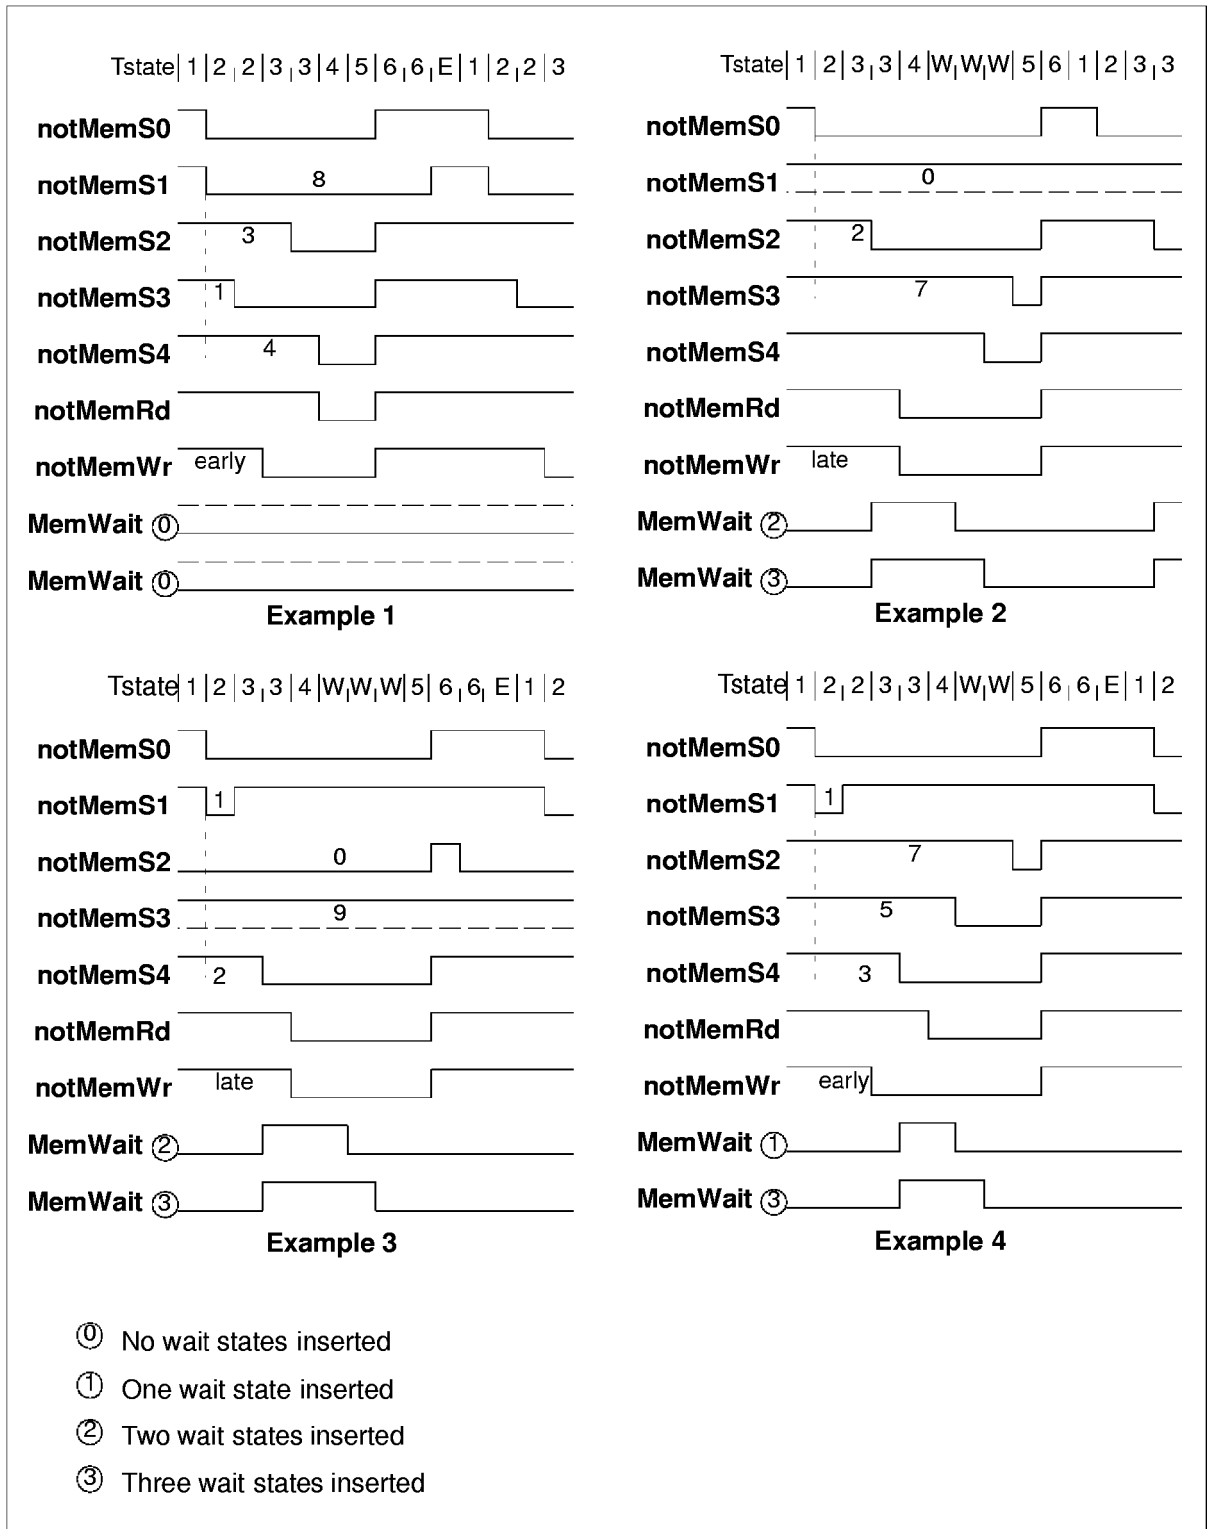 Tstate|1|2|2|3|3|4|5|6|6|E|1|2|2|3
notMemS0
notMemS1 8
notMemS2 3
notMemS3 1
notMemS4 4
notMemRd
notMemWr early
MemWait ⓪
MemWait ⓪
Example 1
Tstate|1|2|3|3|4|W|W|W|5|6|1|2|3|3
notMemS0
notMemS1 0
notMemS2 2
notMemS3 7
notMemS4
notMemRd
notMemWr late
MemWait ②
MemWait ③
Example 2
Tstate|1|2|3|3|4|W|W|W|5|6|6|E|1|2
notMemS0
notMemS1 1
notMemS2 0
notMemS3 9
notMemS4 2
notMemRd
notMemWr late
MemWait ②
MemWait ③
Example 3
Tstate|1|2|2|3|3|4|W|W|5|6|6|E|1|2
notMemS0
notMemS1 1
notMemS2 7
notMemS3 5
notMemS4 3
notMemRd
notMemWr early
MemWait ①
MemWait ③
Example 4
⓪ No wait states inserted
① One wait state inserted
② Two wait states inserted
③ Three wait states inserted